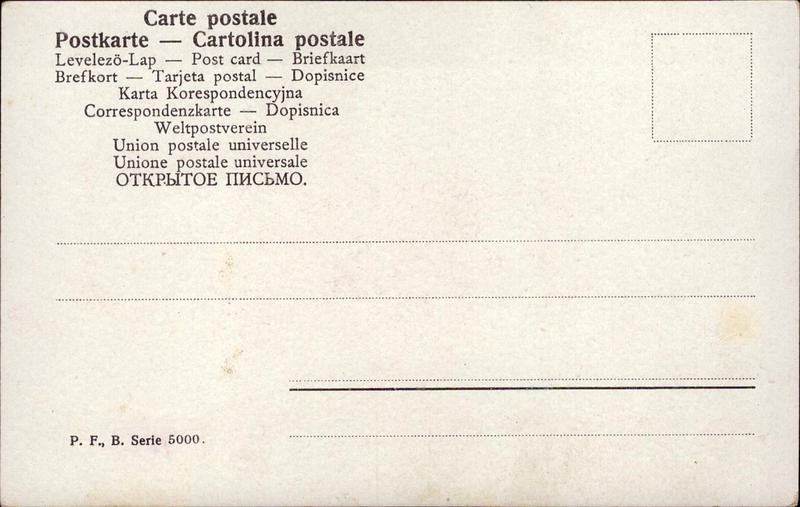 Carte postale
Postkarte — Cartolina postale
Levelező-Lap — Post card — Briefkaart
Brefkort — Tarjeta postal — Dopisnice
Karta Korespondencyjna
Correspondenzkarte — Dopisnica
Weltpostverein
Union postale universelle
Unione postale universale
ОТКРЫТОЕ ПИСЬМО.
P. F., B. Serie 5000.